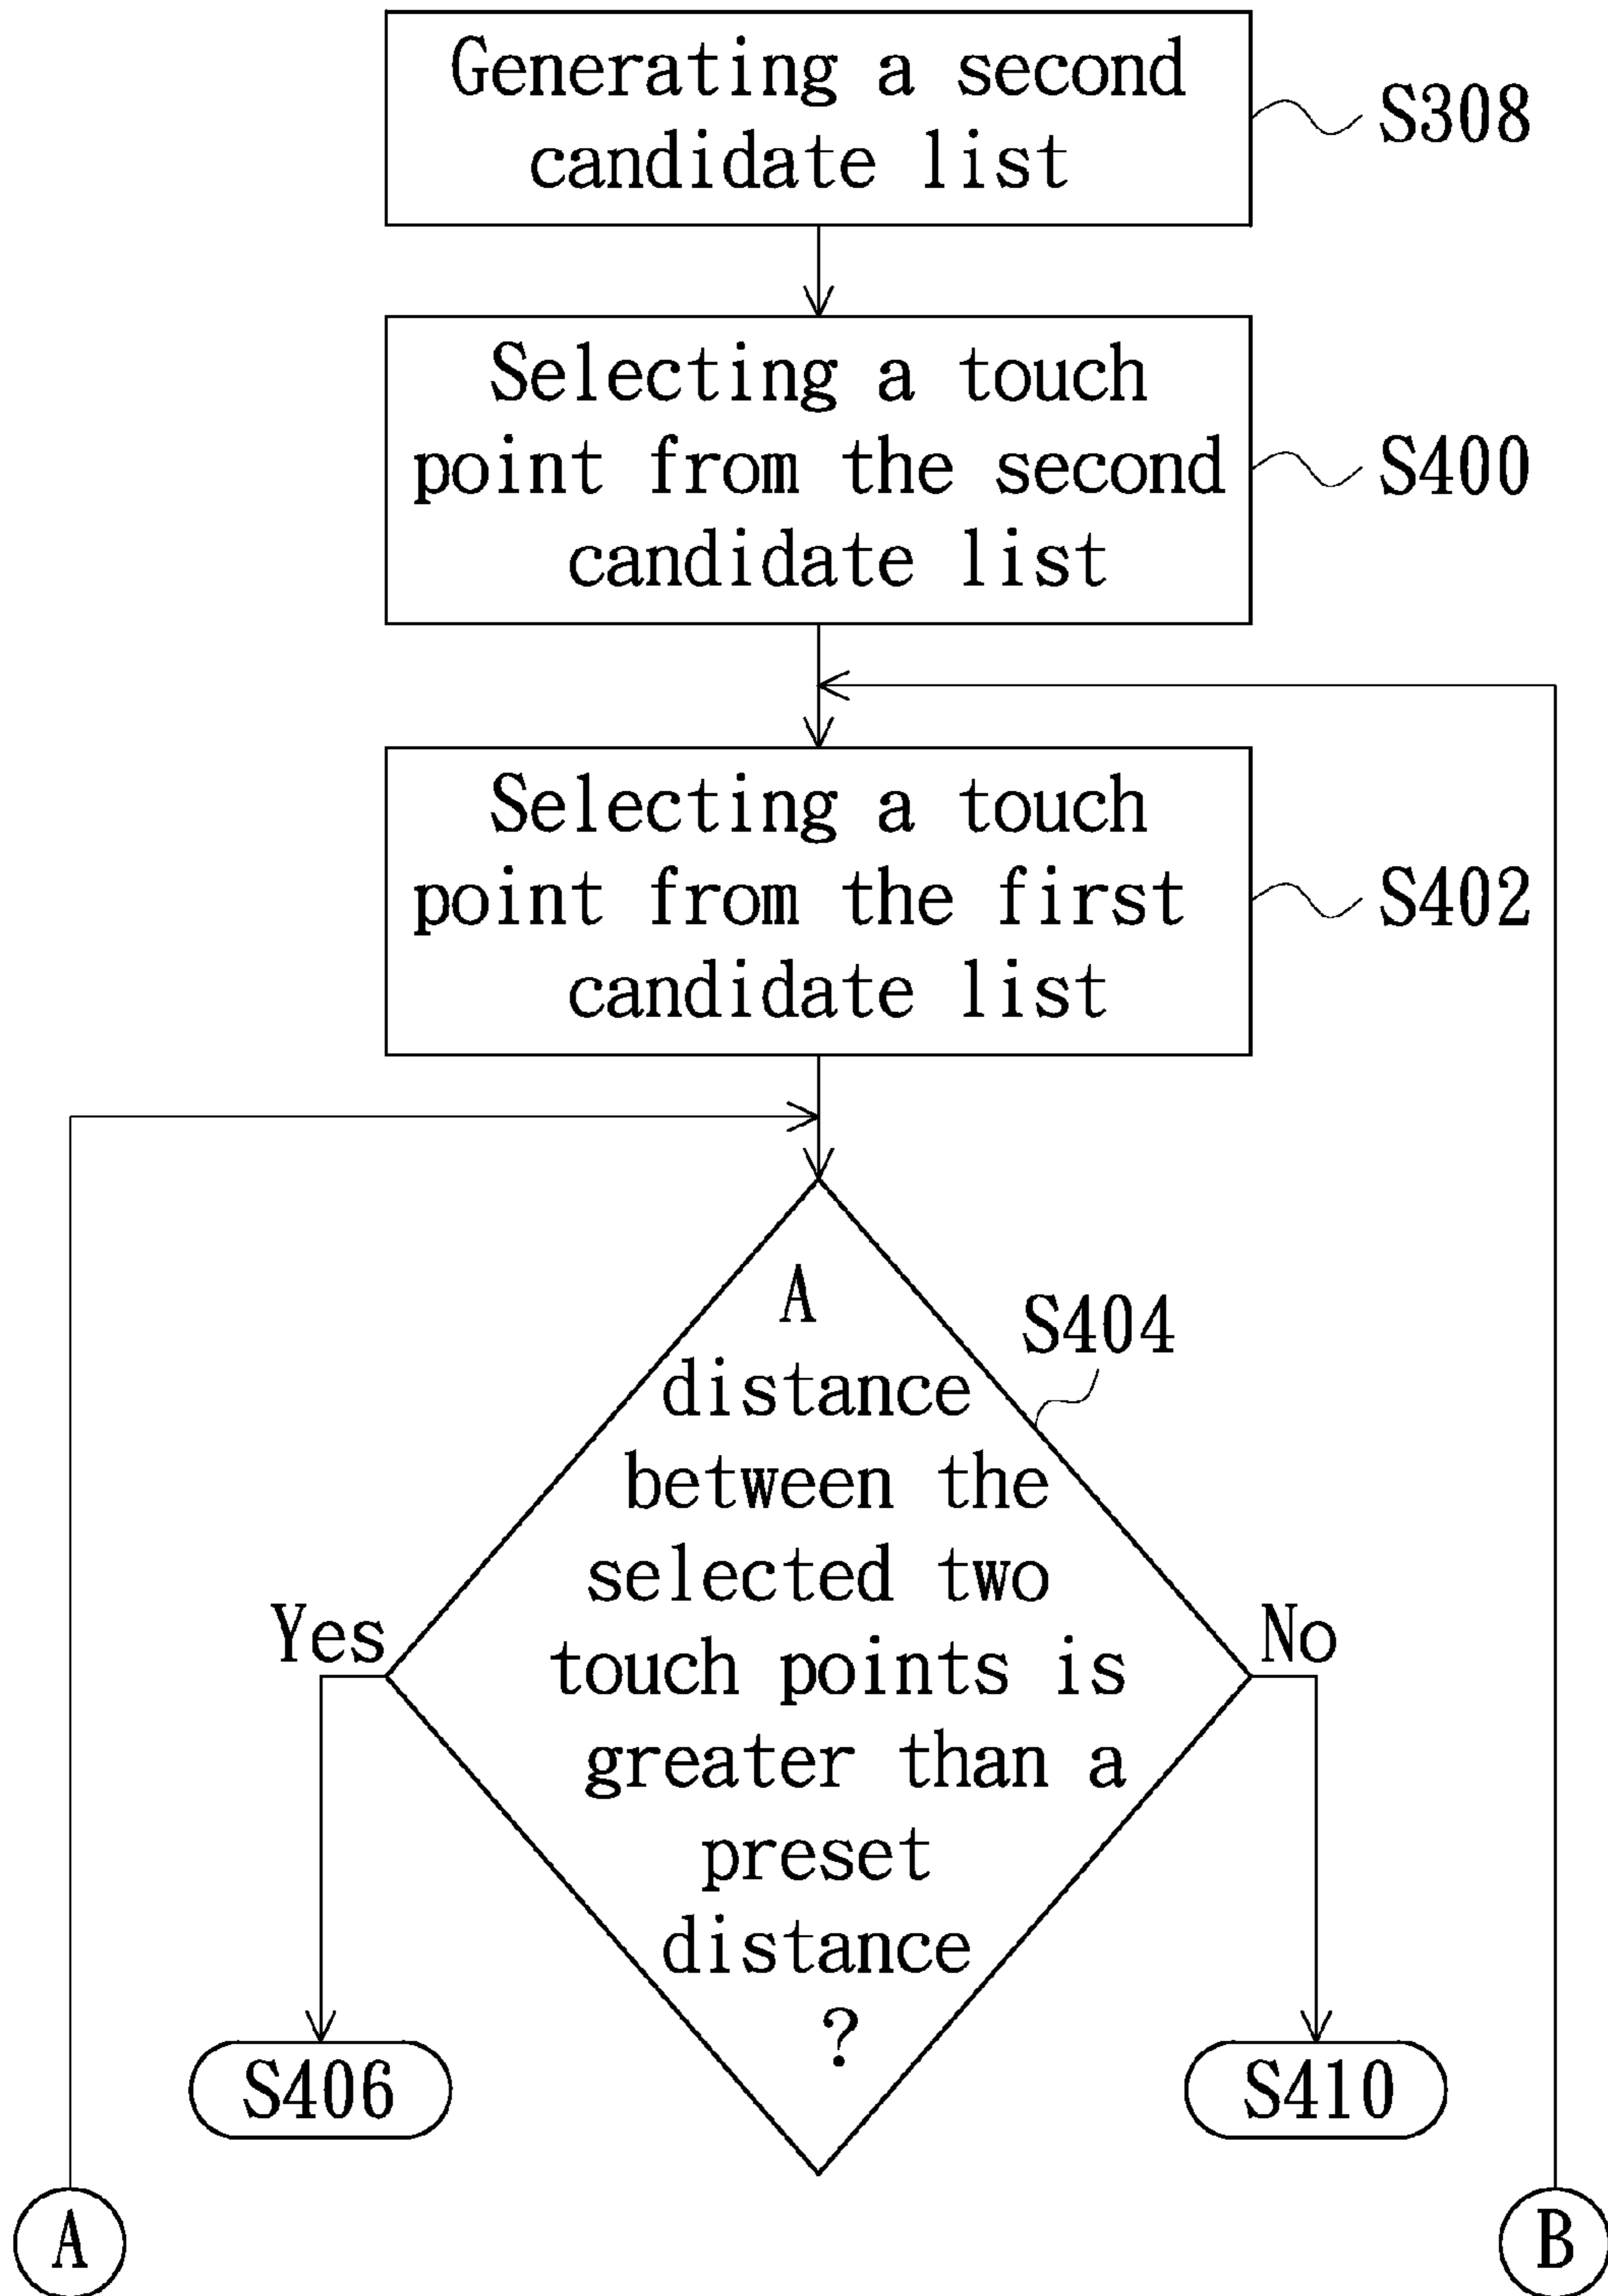 Generating a second
candidate list
S308
Selecting a touch
point from the second
candidate list
S400
Selecting a touch
point from the first
candidate list
S402
A
distance
between the
selected two
touch points is
greater than a
preset
distance
?
S404
Yes
No
S406
S410
A
B